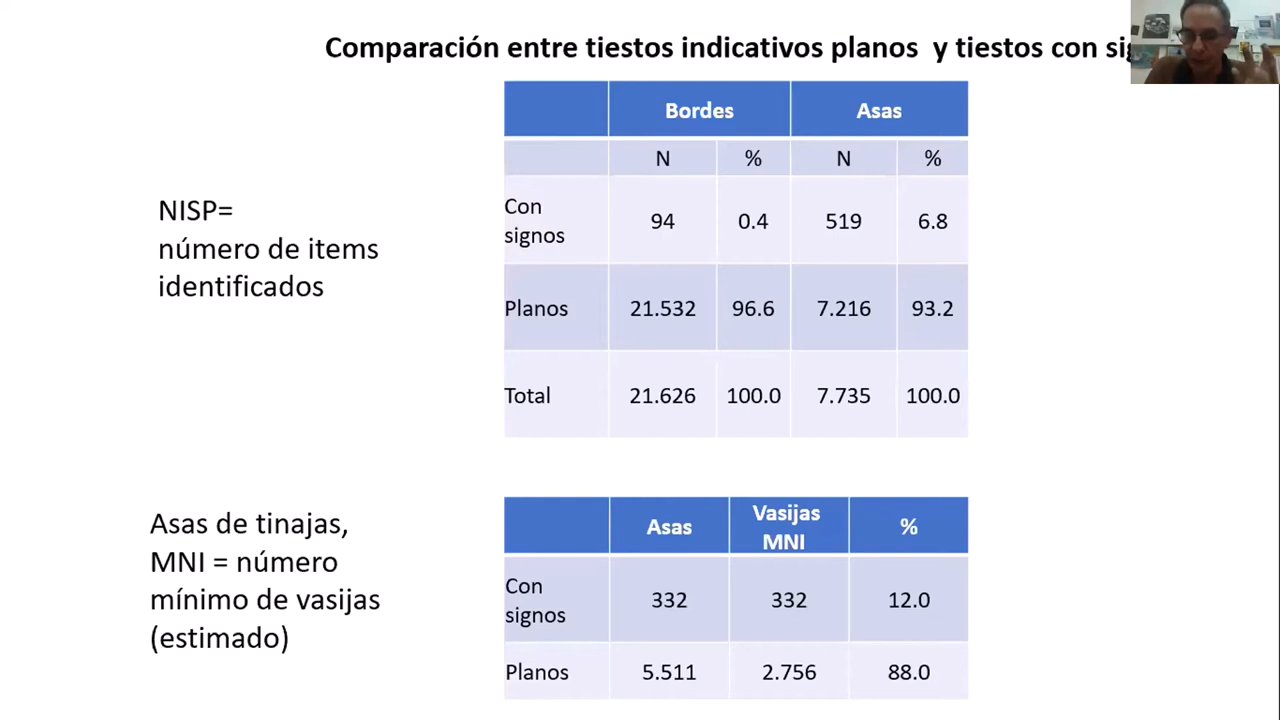 Comparación entre tiestos indicativos planos y tiestos con
Bordes Asas
N % N %
NISP=
número de items
identificados
Con
signos 94 0.4 519 6.8
Planos 21.532 96.6 7.216 93.2
Total 21.626 100.0 7.735 100.0
Asas de tinajas,
MNI = número
mínimo de vasijas
(estimado)
Asas Vasijas
MNI %
Con
signos 332 332 12.0
Planos 5.511 2.756 88.0